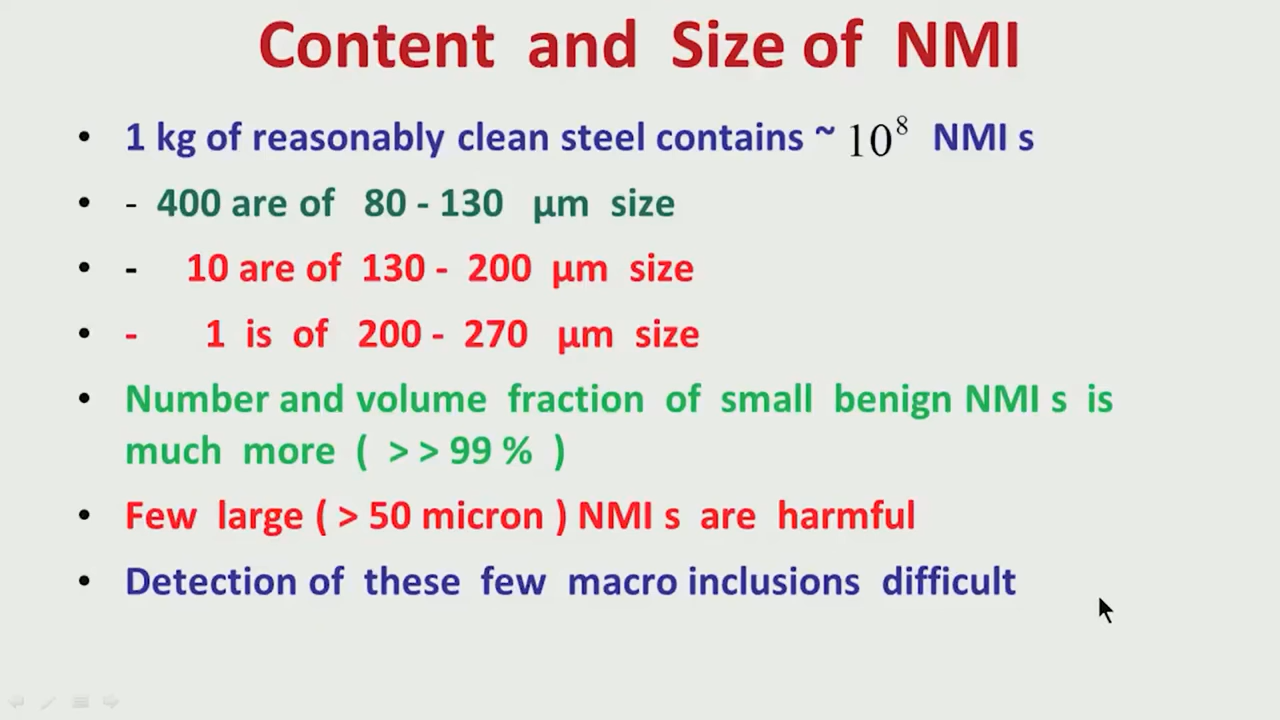 Content and Size of NMI
• 1 kg of reasonably clean steel contains ~ 10⁸ NMI s
• - 400 are of 80 - 130 µm size
• - 10 are of 130 - 200 µm size
• - 1 is of 200 - 270 µm size
• Number and volume fraction of small benign NMI s is
much more ( > > 99 % )
• Few large ( > 50 micron ) NMI s are harmful
• Detection of these few macro inclusions difficult